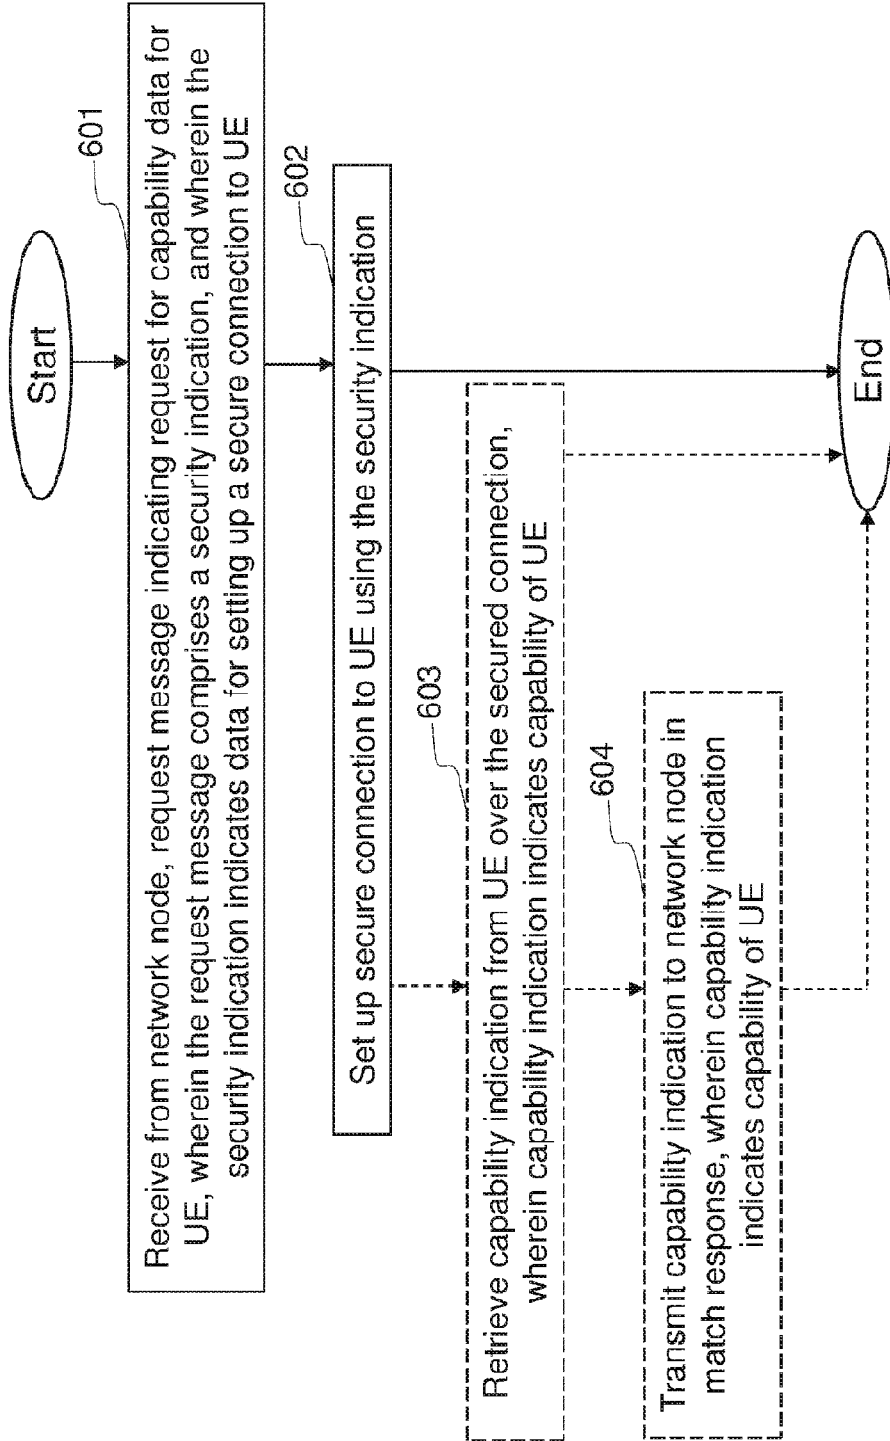 Start
601
Receive from network node, request message indicating request for capability data for
UE, wherein the request message comprises a security indication, and wherein the
security indication indicates data for setting up a secure connection to UE
602
Set up secure connection to UE using the security indication
603
Retrieve capability indication from UE over the secured connection,
wherein capability indication indicates capability of UE
604
Transmit capability indication to network node in
match response, wherein capability indication
indicates capability of UE
End